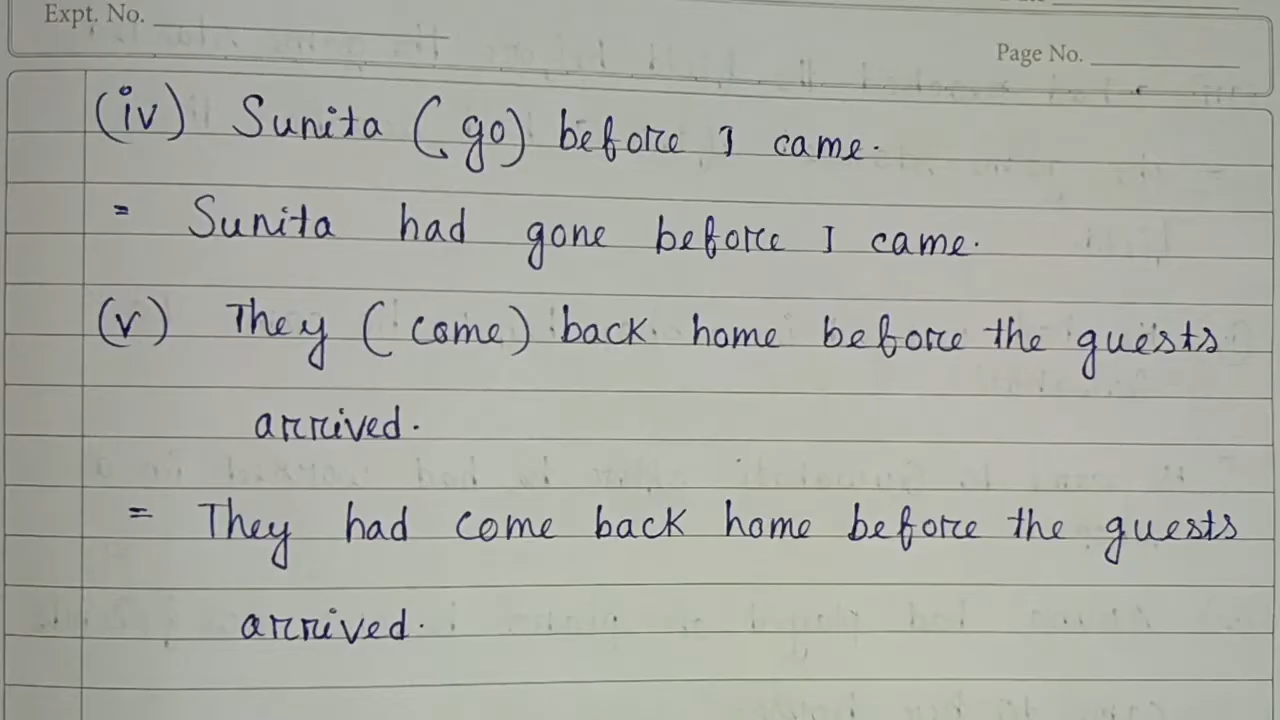 Expt. No.
Page No.
(iv) Sunita (go) before I came.
= Sunita had gone before I came.
(v) They (come) back home before the guests
arrived.
= They had come back home before the guests
arrived.